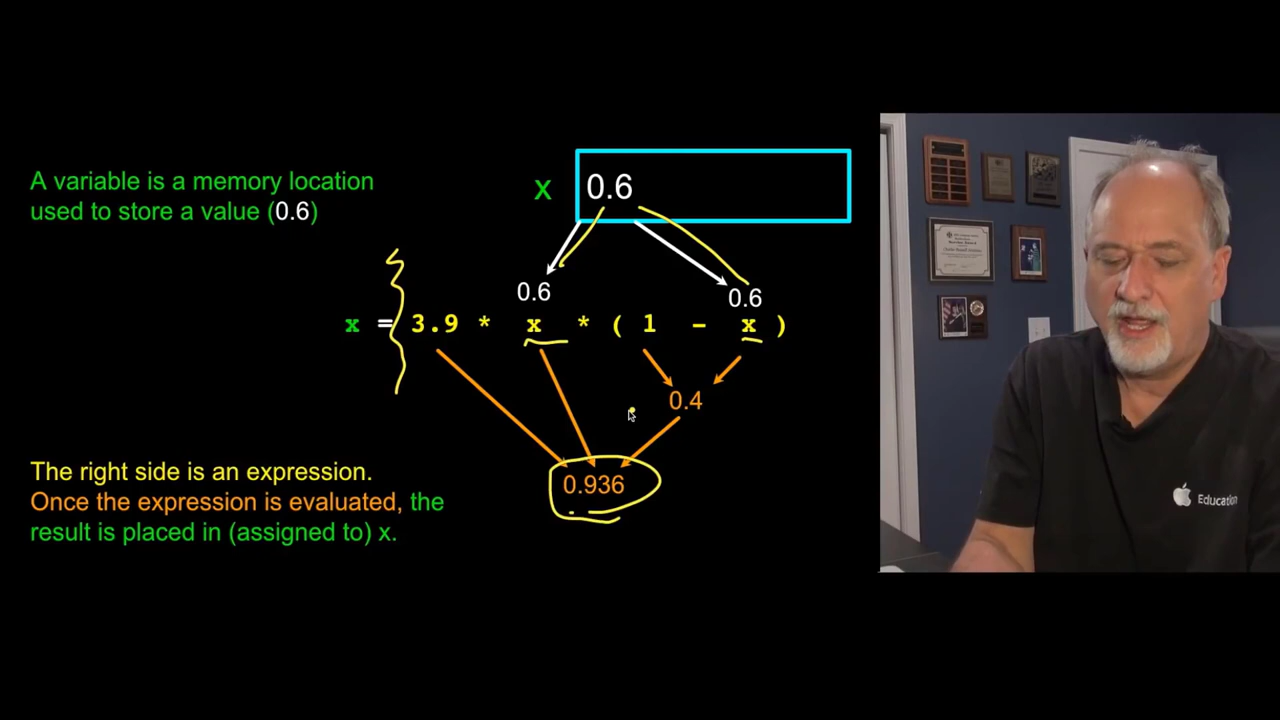 A variable is a memory location
used to store a value (0.6)
x 0.6
0.6 0.6
x = 3.9 * x * ( 1 - x )
0.4
0.936
The right side is an expression.
Once the expression is evaluated, the
result is placed in (assigned to) x.
Education